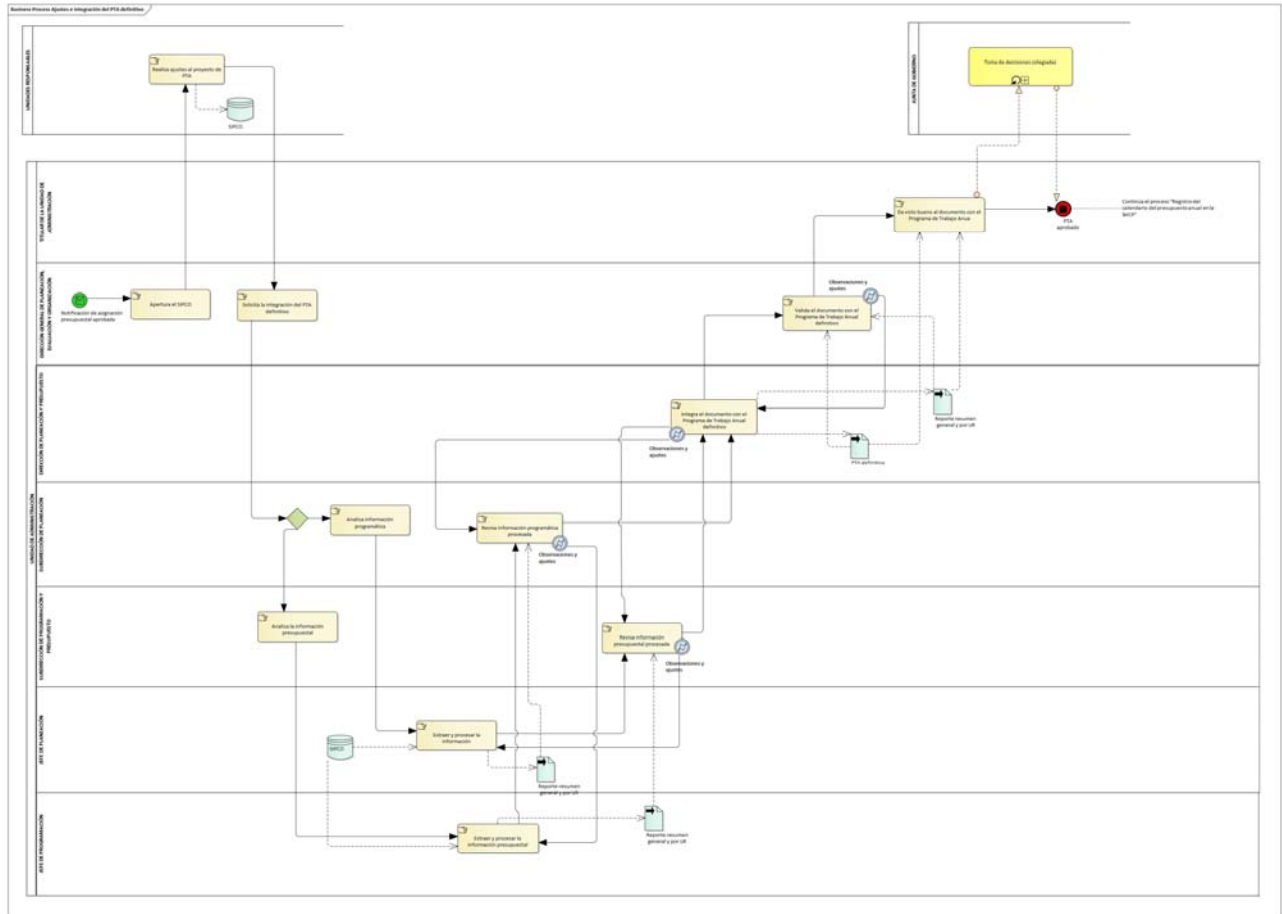 Business Process Ajustes e integración del PTA definitivo
UNIDADES RESPONSABLES
Realiza ajustes al proyecto de
PTA
SIPCO
JUNTA DE GOBIERNO
Toma de decisiones colegiadas
UNIDAD DE ADMINISTRACIÓN
TITULAR DE LA UNIDAD DE
ADMINISTRACIÓN
Da visto bueno al documento con el
Programa de Trabajo Anua
PTA
aprobado
Continua el proceso "Registro del
calendario del presupuesto anual en la
SHCP"
DIRECCIÓN GENERAL DE PLANEACIÓN,
EVALUACIÓN Y ORGANIZACIÓN
Notificación de asignación
presupuestal aprobada
Apertura el SIPCO
Solicita la integración del PTA
definitivo
Observaciones y
ajustes
Valida el documento con el
Programa de Trabajo Anual
definitivo
DIRECCIÓN DE PLANEACIÓN Y PRESUPUESTO
Integra el documento con el
Programa de Trabajo Anual
definitivo
Observaciones y
ajustes
Reporte resumen
general y por UR
PTA definitivo
SUBDIRECCIÓN DE PLANEACIÓN
Analiza información
programática
Revisa información programática
procesada
Observaciones y
ajustes
SUBDIRECCIÓN DE PROGRAMACIÓN Y
PRESUPUESTO
Analiza la información
presupuestal
Revisa información
presupuestal procesada
Observaciones y
ajustes
JEFE DE PLANEACIÓN
SIPCO
Extraer y procesar la
información
Reporte resumen
general y por UR
JEFE DE PROGRAMACIÓN
Extraer y procesar la
información presupuestal
Reporte resumen
general y por UR